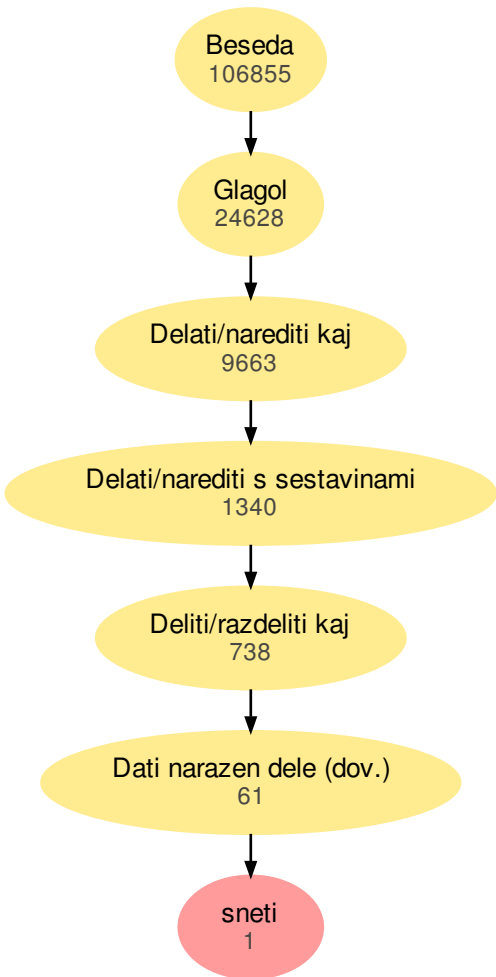 Beseda
106855
Glagol
24628
Delati/narediti kaj
9663
Delati/narediti s sestavinami
1340
Deliti/razdeliti kaj
738
Dati narazen dele (dov.)
61
sneti
1